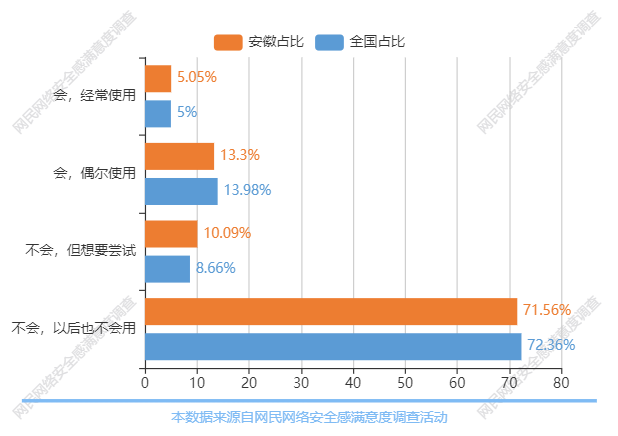 安徽占比 全国占比
会，经常使用 5.05%
5%
会，偶尔使用 13.3%
13.98%
不会，但想要尝试 10.09%
8.66%
不会，以后也不会用 71.56%
72.36%
0 10 20 30 40 50 60 70 80
本数据来源自网民网络安全感满意度调查活动
网民网络安全感满意度调查
网民网络安全感满意度调查
网民网络安全感满意度调查
网民网络安全感满意度调查